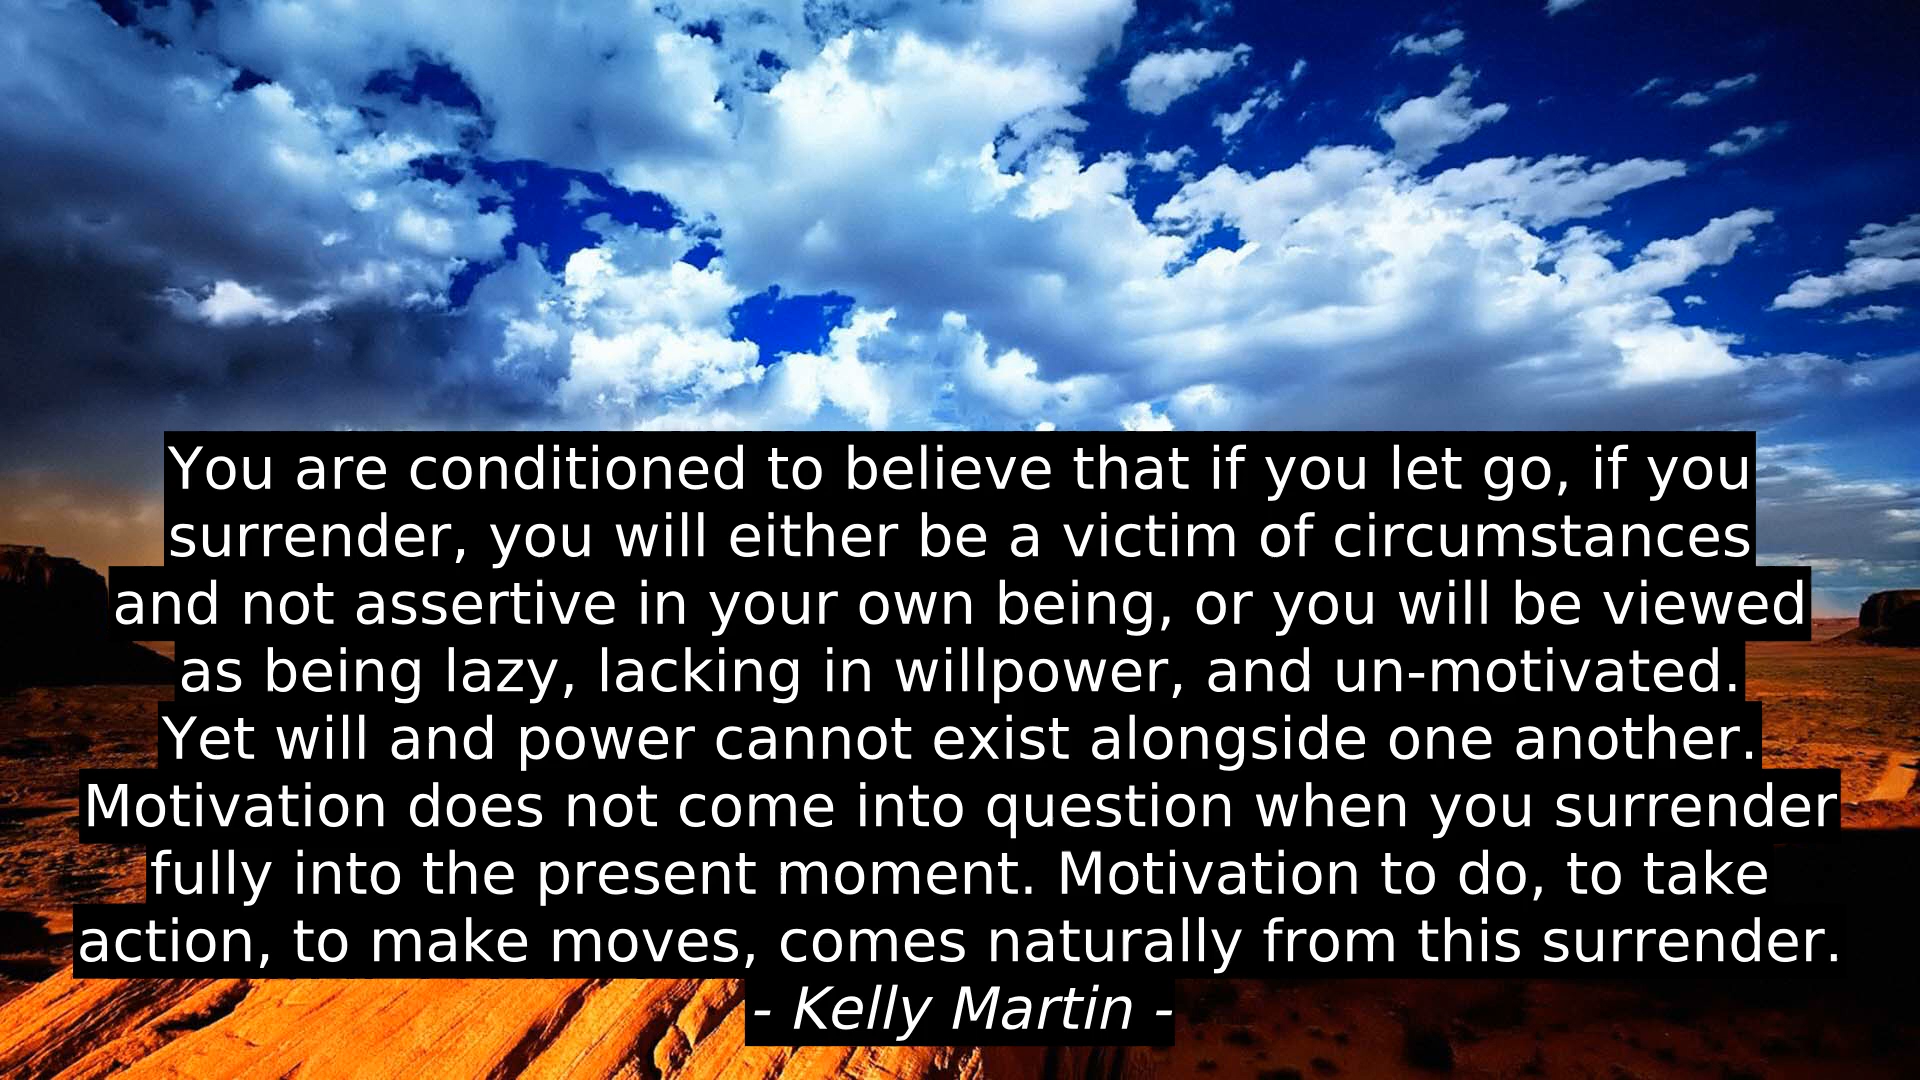 You are conditioned to believe that if you let go, if you
surrender, you will either be a victim of circumstances
and not assertive in your own being, or you will be viewed
as being lazy, lacking in willpower, and un-motivated.
Yet will and power cannot exist alongside one another.
Motivation does not come into question when you surrender
fully into the present moment. Motivation to do, to take
action, to make moves, comes naturally from this surrender.
- Kelly Martin -